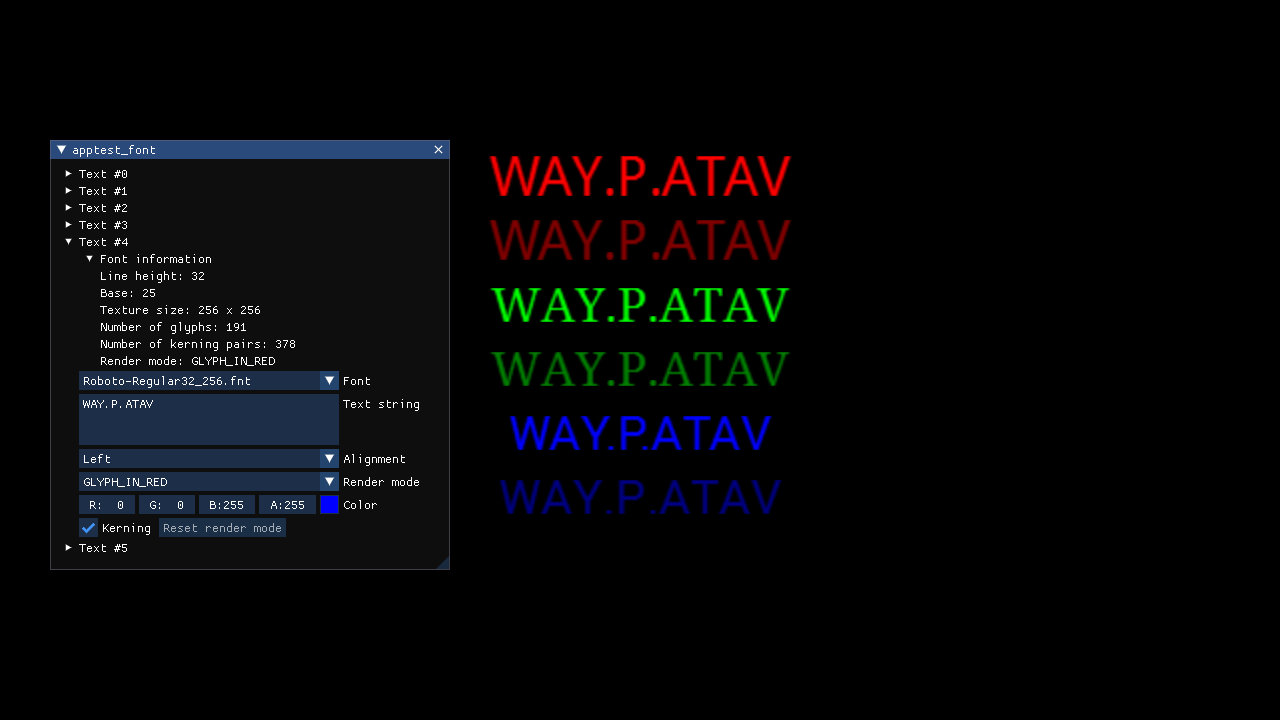 apptest_font
Text #0
Text #1
Text #2
Text #3
Text #4
Font information
Line height: 32
Base: 25
Texture size: 256 x 256
Number of glyphs: 191
Number of kerning pairs: 378
Render mode: GLYPH_IN_RED
Roboto-Regular32_256.fnt Font
WAY.P.ATAV Text string
Left Alignment
GLYPH_IN_RED Render mode
R: 0 G: 0 B:255 A:255 Color
Kerning Reset render mode
Text #5
WAY.P.ATAV
WAY.P.ATAV
WAY.P.ATAV
WAY.P.ATAV
WAY.P.ATAV
WAY.P.ATAV